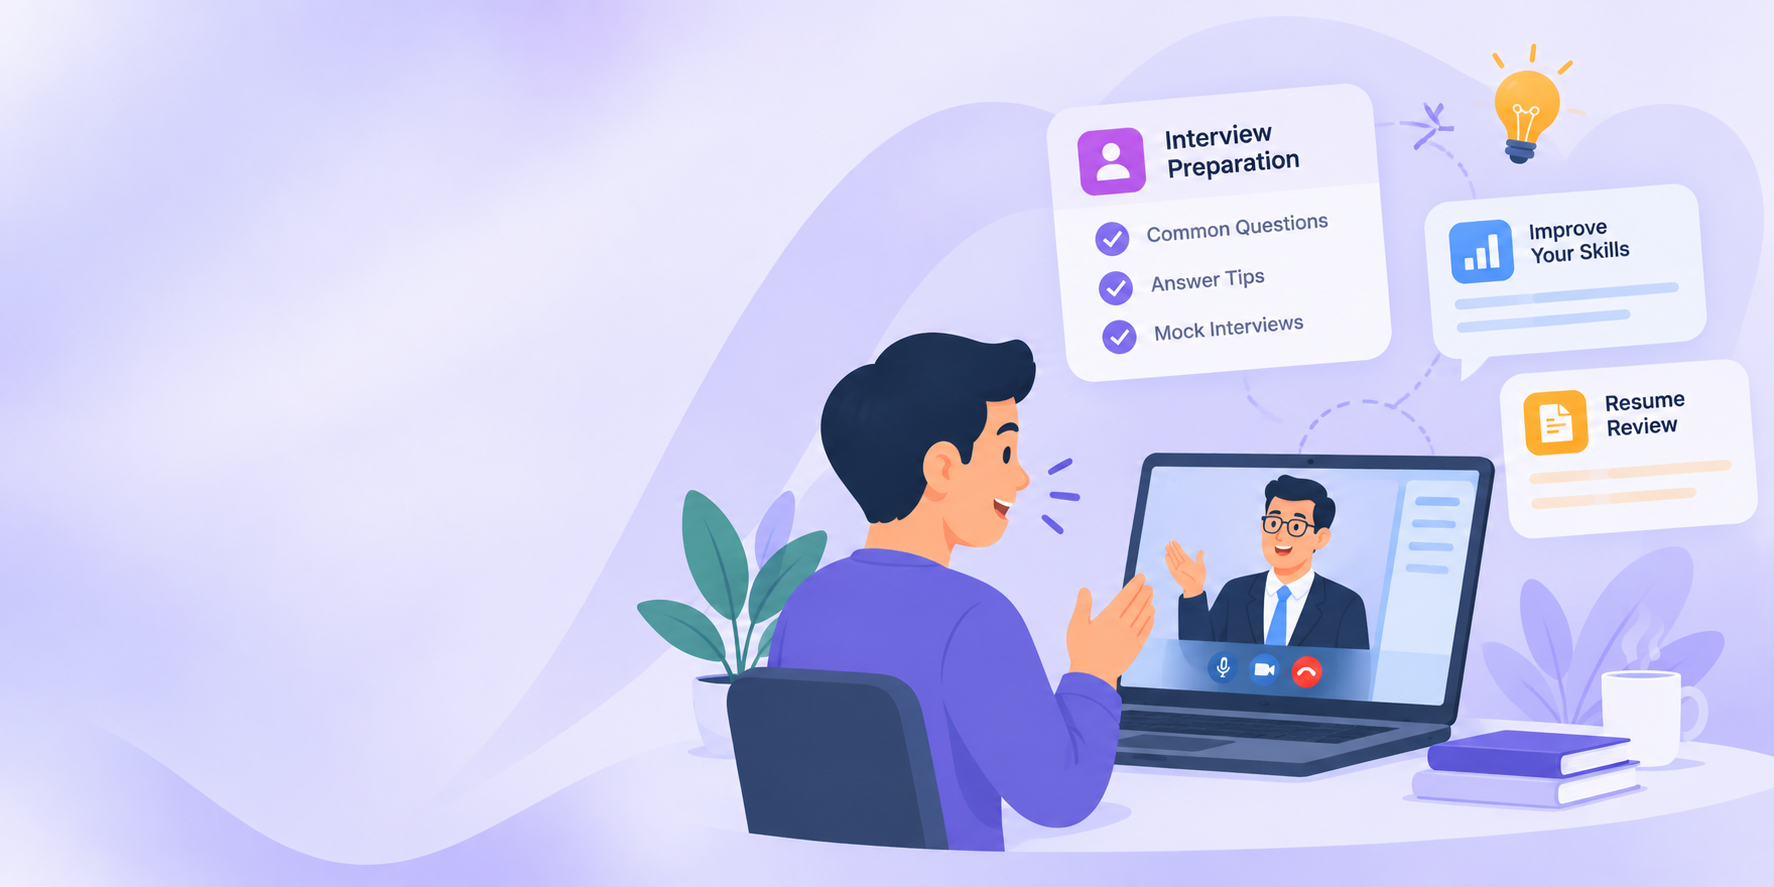 Interview
Preparation
Common Questions
Answer Tips
Mock Interviews
Improve
Your Skills
Resume
Review